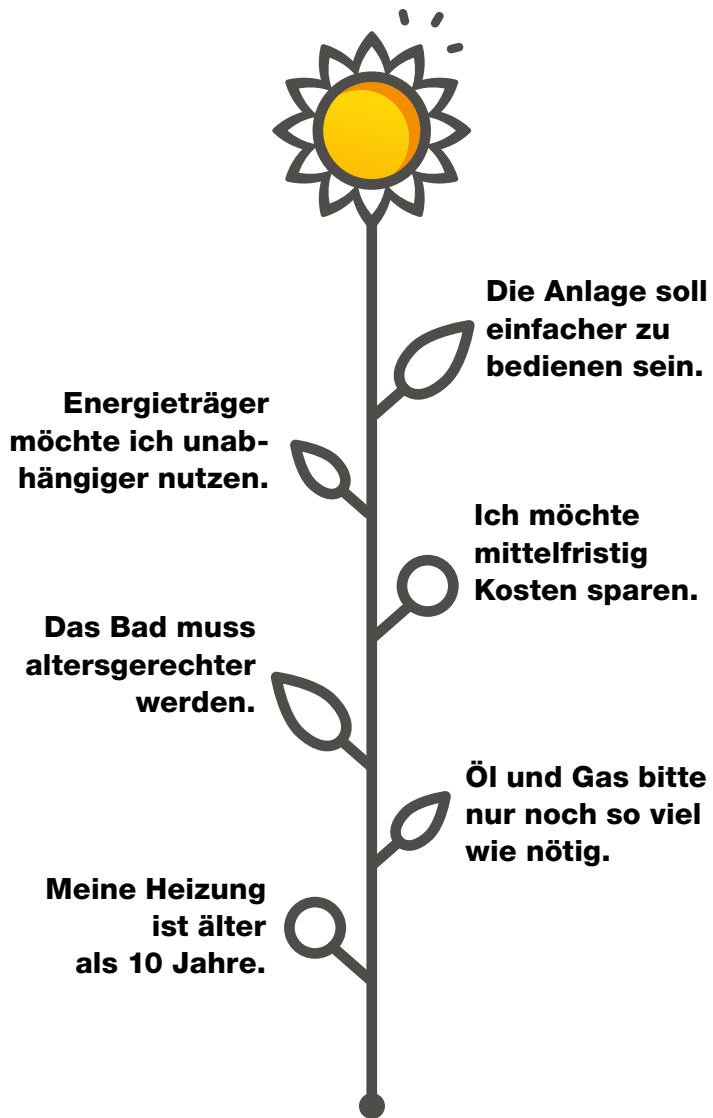 Die Anlage soll
einfacher zu
bedienen sein.
Energieträger
möchte ich unab-
hängiger nutzen.
Ich möchte
mittelfristig
Kosten sparen.
Das Bad muss
altersgerechter
werden.
Öl und Gas bitte
nur noch so viel
wie nötig.
Meine Heizung
ist älter
als 10 Jahre.